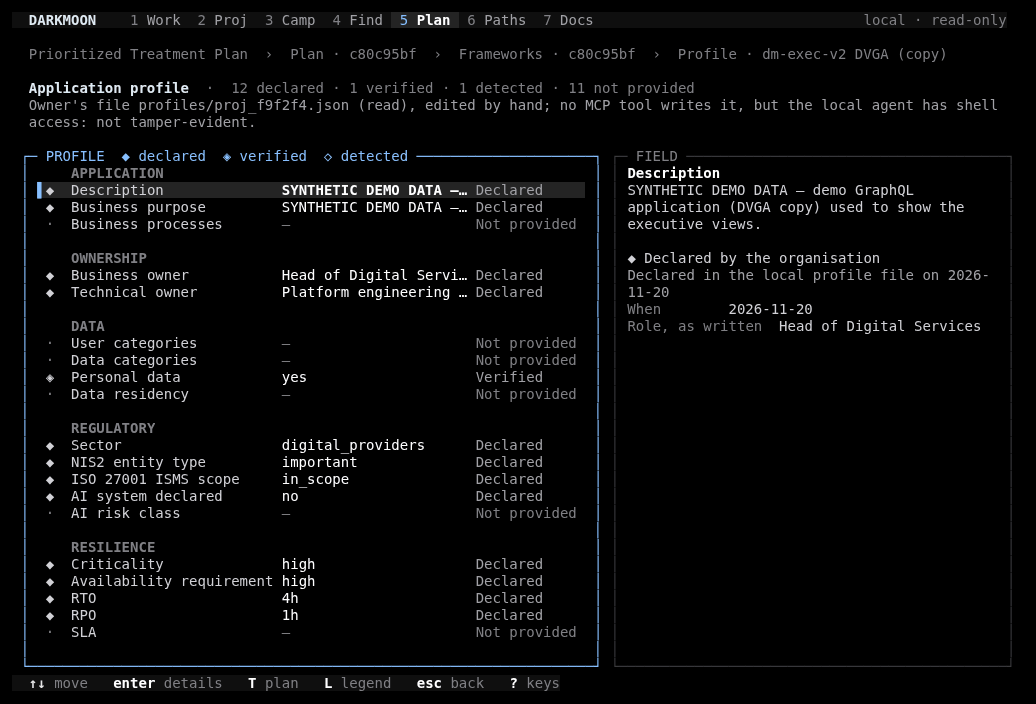 DARKMOON 1 Work 2 Proj 3 Camp 4 Find 5 Plan 6 Paths 7 Docs local · read-only
Prioritized Treatment Plan › Plan · c80c95bf › Frameworks · c80c95bf › Profile · dm-exec-v2 DVGA (copy)
Application profile · 12 declared · 1 verified · 1 detected · 11 not provided
Owner's file profiles/proj_f9f2f4.json (read), edited by hand; no MCP tool writes it, but the local agent has shell
access: not tamper-evident.
PROFILE ◆ declared ◈ verified ◇ detected
APPLICATION
◆ Description SYNTHETIC DEMO DATA —… Declared
◆ Business purpose SYNTHETIC DEMO DATA —… Declared
· Business processes — Not provided
OWNERSHIP
◆ Business owner Head of Digital Servi… Declared
◆ Technical owner Platform engineering … Declared
DATA
· User categories — Not provided
· Data categories — Not provided
◈ Personal data yes Verified
· Data residency — Not provided
REGULATORY
◆ Sector digital_providers Declared
◆ NIS2 entity type important Declared
◆ ISO 27001 ISMS scope in_scope Declared
◆ AI system declared no Declared
· AI risk class — Not provided
RESILIENCE
◆ Criticality high Declared
◆ Availability requirement high Declared
◆ RTO 4h Declared
◆ RPO 1h Declared
· SLA — Not provided
FIELD
Description
SYNTHETIC DEMO DATA — demo GraphQL
application (DVGA copy) used to show the
executive views.
◆ Declared by the organisation
Declared in the local profile file on 2026-
11-20
When 2026-11-20
Role, as written Head of Digital Services
↑↓ move enter details T plan L legend esc back ? keys